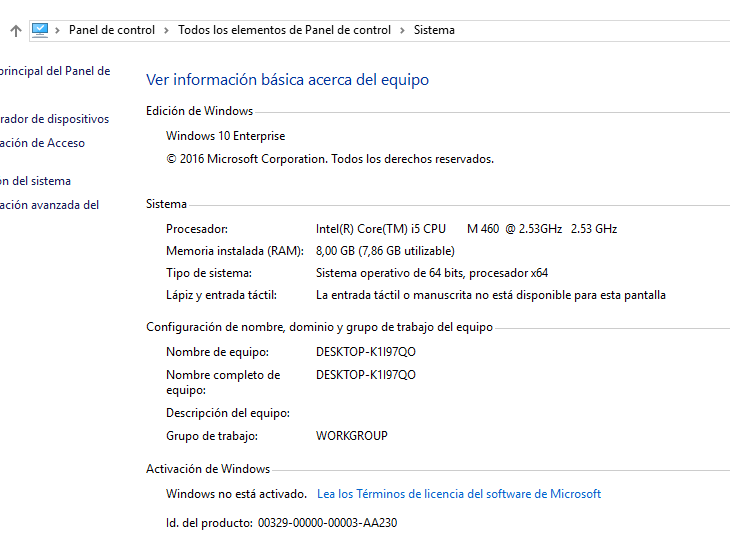 Panel de control > Todos los elementos de Panel de control > Sistema
principal del Panel de
rador de dispositivos
ación de Acceso
ón del sistema
ación avanzada del
Ver información básica acerca del equipo
Edición de Windows
Windows 10 Enterprise
© 2016 Microsoft Corporation. Todos los derechos reservados.
Sistema
Procesador: Intel(R) Core(TM) i5 CPU M 460 @ 2.53GHz 2.53 GHz
Memoria instalada (RAM): 8,00 GB (7,86 GB utilizable)
Tipo de sistema: Sistema operativo de 64 bits, procesador x64
Lápiz y entrada táctil: La entrada táctil o manuscrita no está disponible para esta pantalla
Configuración de nombre, dominio y grupo de trabajo del equipo
Nombre de equipo: DESKTOP-K1I97QO
Nombre completo de DESKTOP-K1I97QO
equipo:
Descripción del equipo:
Grupo de trabajo: WORKGROUP
Activación de Windows
Windows no está activado. Lea los Términos de licencia del software de Microsoft
Id. del producto: 00329-00000-00003-AA230